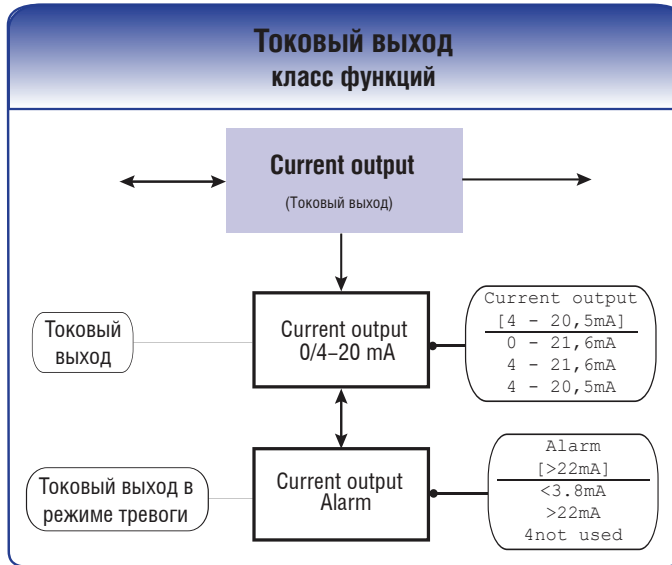 Токовый выход
класс функций
Current output
(Токовый выход)
Токовый
выход
Current output
0/4–20 mA
Current output
[4 - 20,5mA]
0 - 21,6mA
4 - 21,6mA
4 - 20,5mA
Токовый выход в
режиме тревоги
Current output
Alarm
Alarm
[>22mA]
<3.8mA
>22mA
4not used